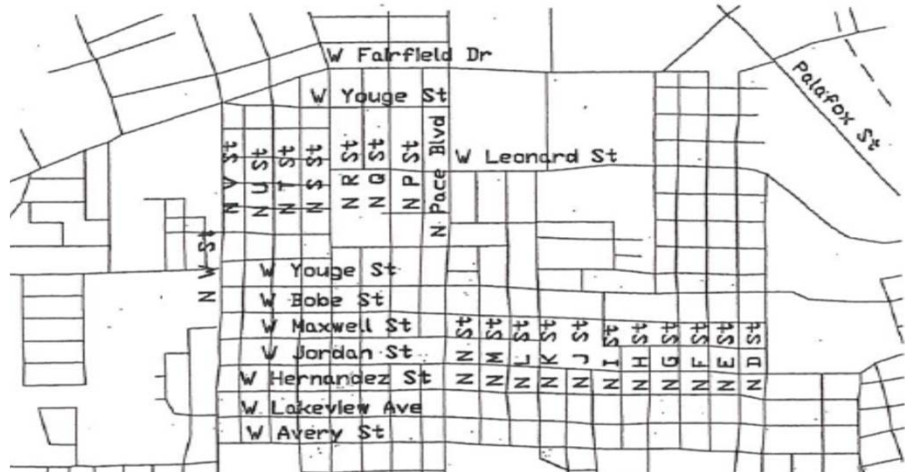 W Fairfield Dr
W Youge St
Palafox St
N V St
N U St
N T St
N S St
N R St
N Q St
N P St
N Pace Blvd
W Leonard St
N W St
W Youge St
W Bobe St
W Maxwell St
W Jordan St
W Hernandez St
W Lakeview Ave
W Avery St
N N St
N M St
N L St
N K St
N J St
N I St
N H St
N G St
N F St
N E St
N D St